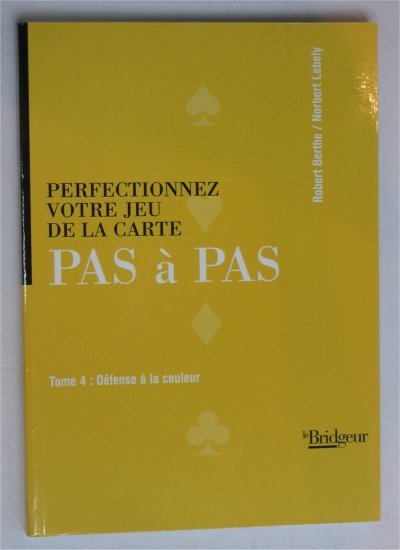 Robert Berthe / Norbert Lebely
PERFECTIONNEZ
VOTRE JEU
DE LA CARTE
PAS à PAS
Tome 4 : Défense à la couleur
le Bridgeur